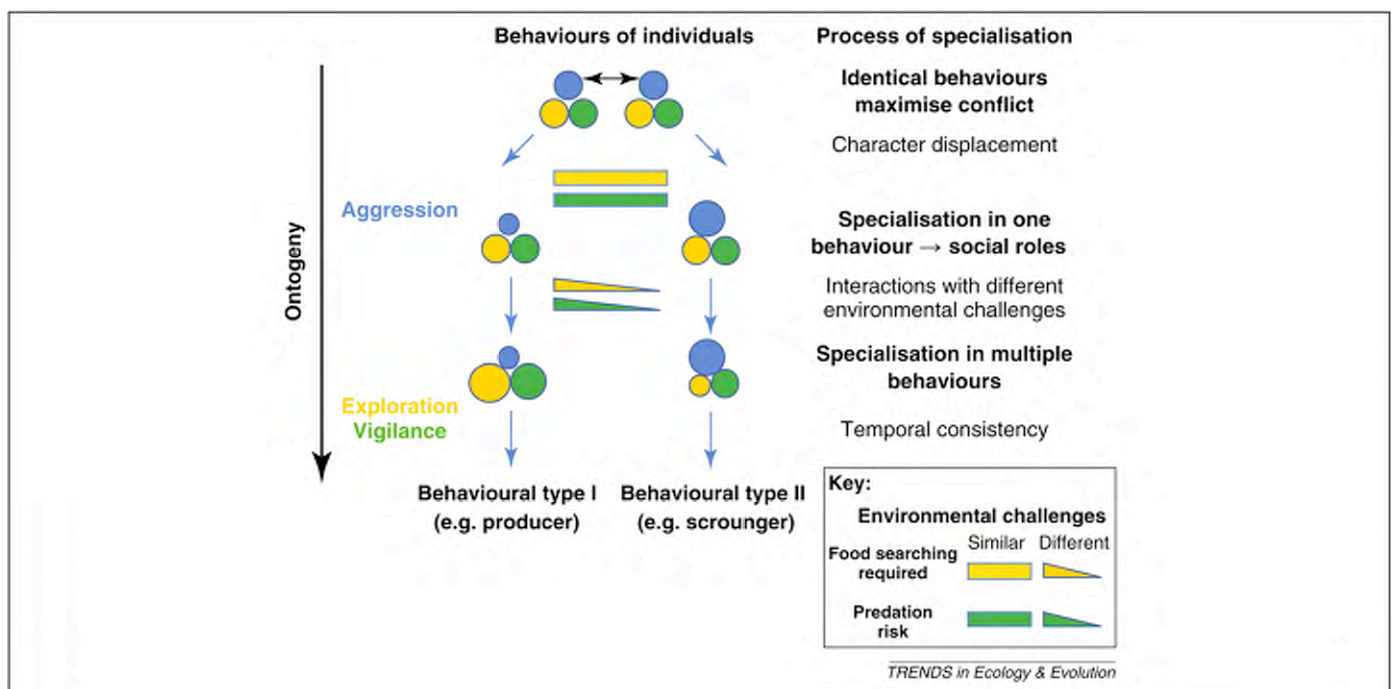 Behaviours of individuals
Process of specialisation
Identical behaviours
maximise conflict
Character displacement
Aggression
Specialisation in one
behaviour → social roles
Ontogeny
Interactions with different
environmental challenges
Specialisation in multiple
behaviours
Exploration
Vigilance
Temporal consistency
Behavioural type I
(e.g. producer)
Behavioural type II
(e.g. scrounger)
Key:
Environmental challenges
Similar Different
Food searching
required
Predation
risk
TRENDS in Ecology & Evolution